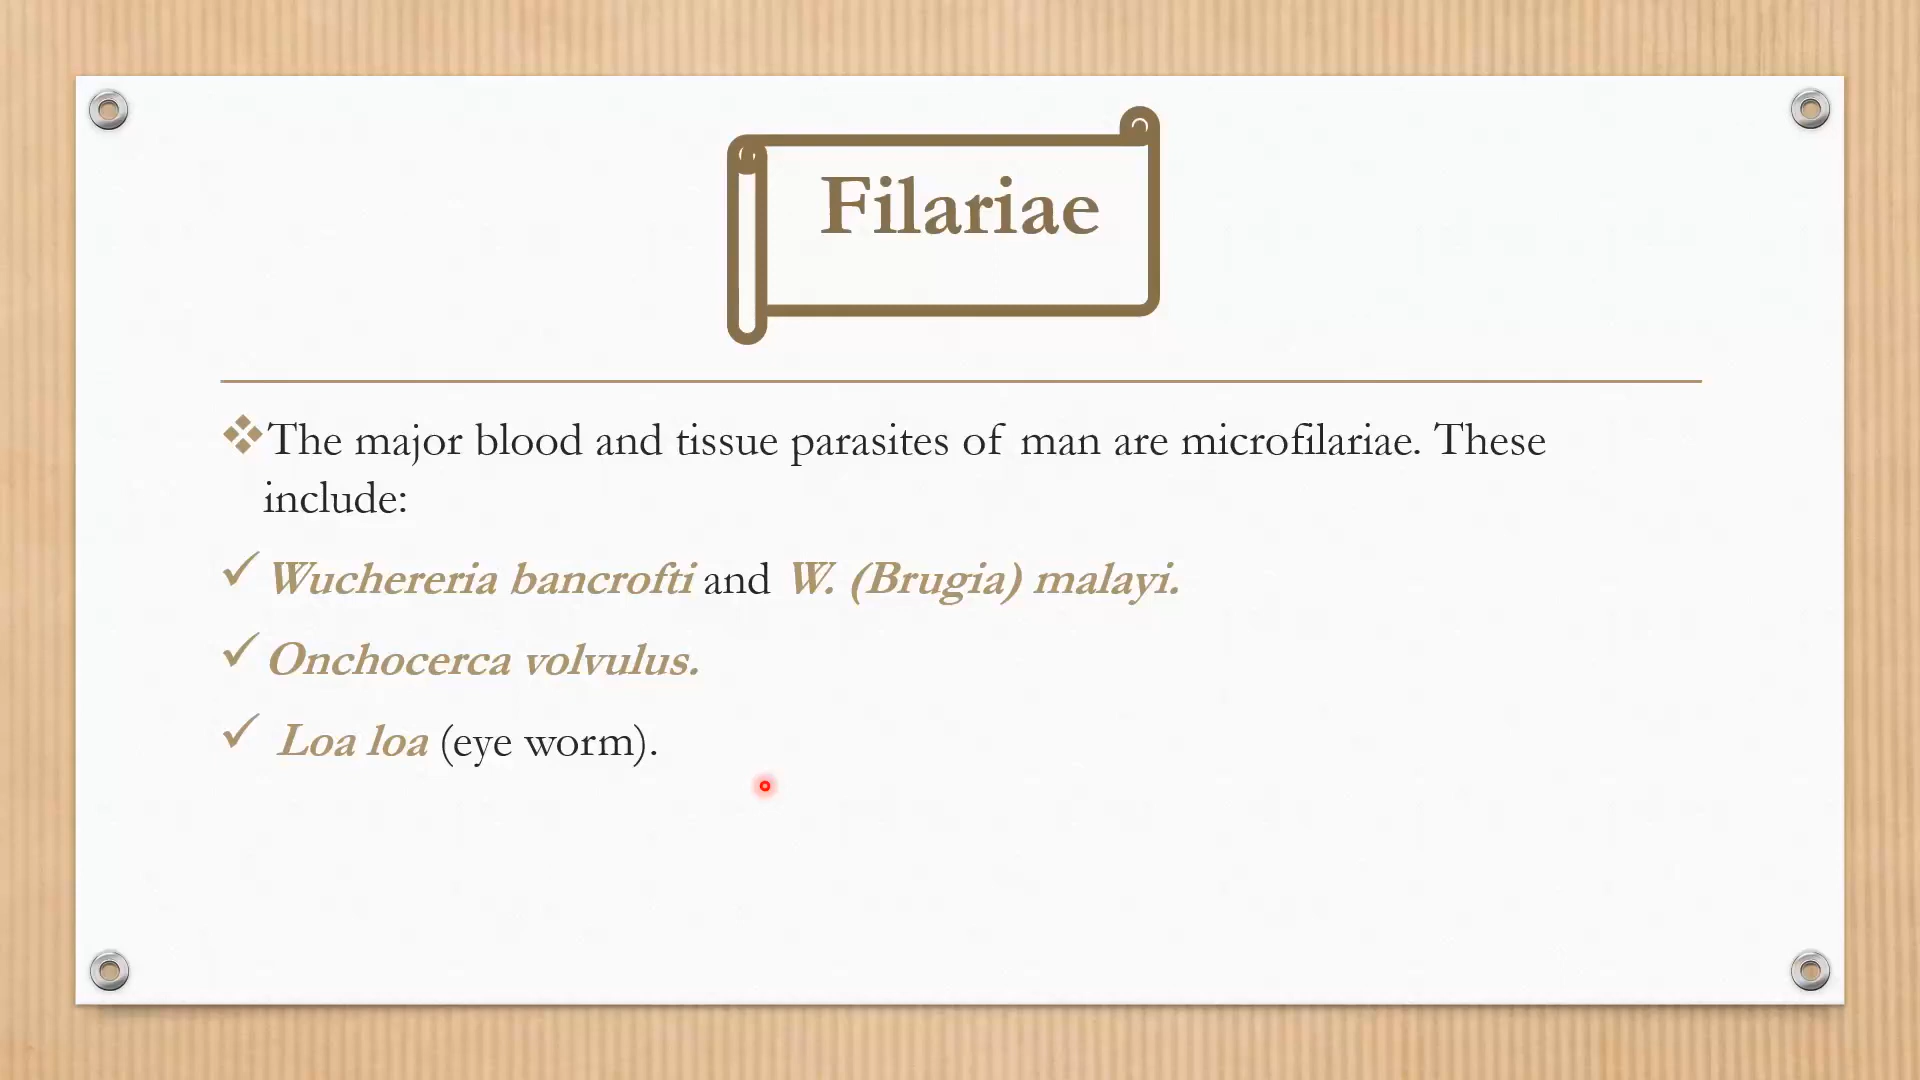 Filariae
The major blood and tissue parasites of man are microfilariae. These
include:
Wuchereria bancrofti and W. (Brugia) malayi.
Onchocerca volvulus.
Loa loa (eye worm).